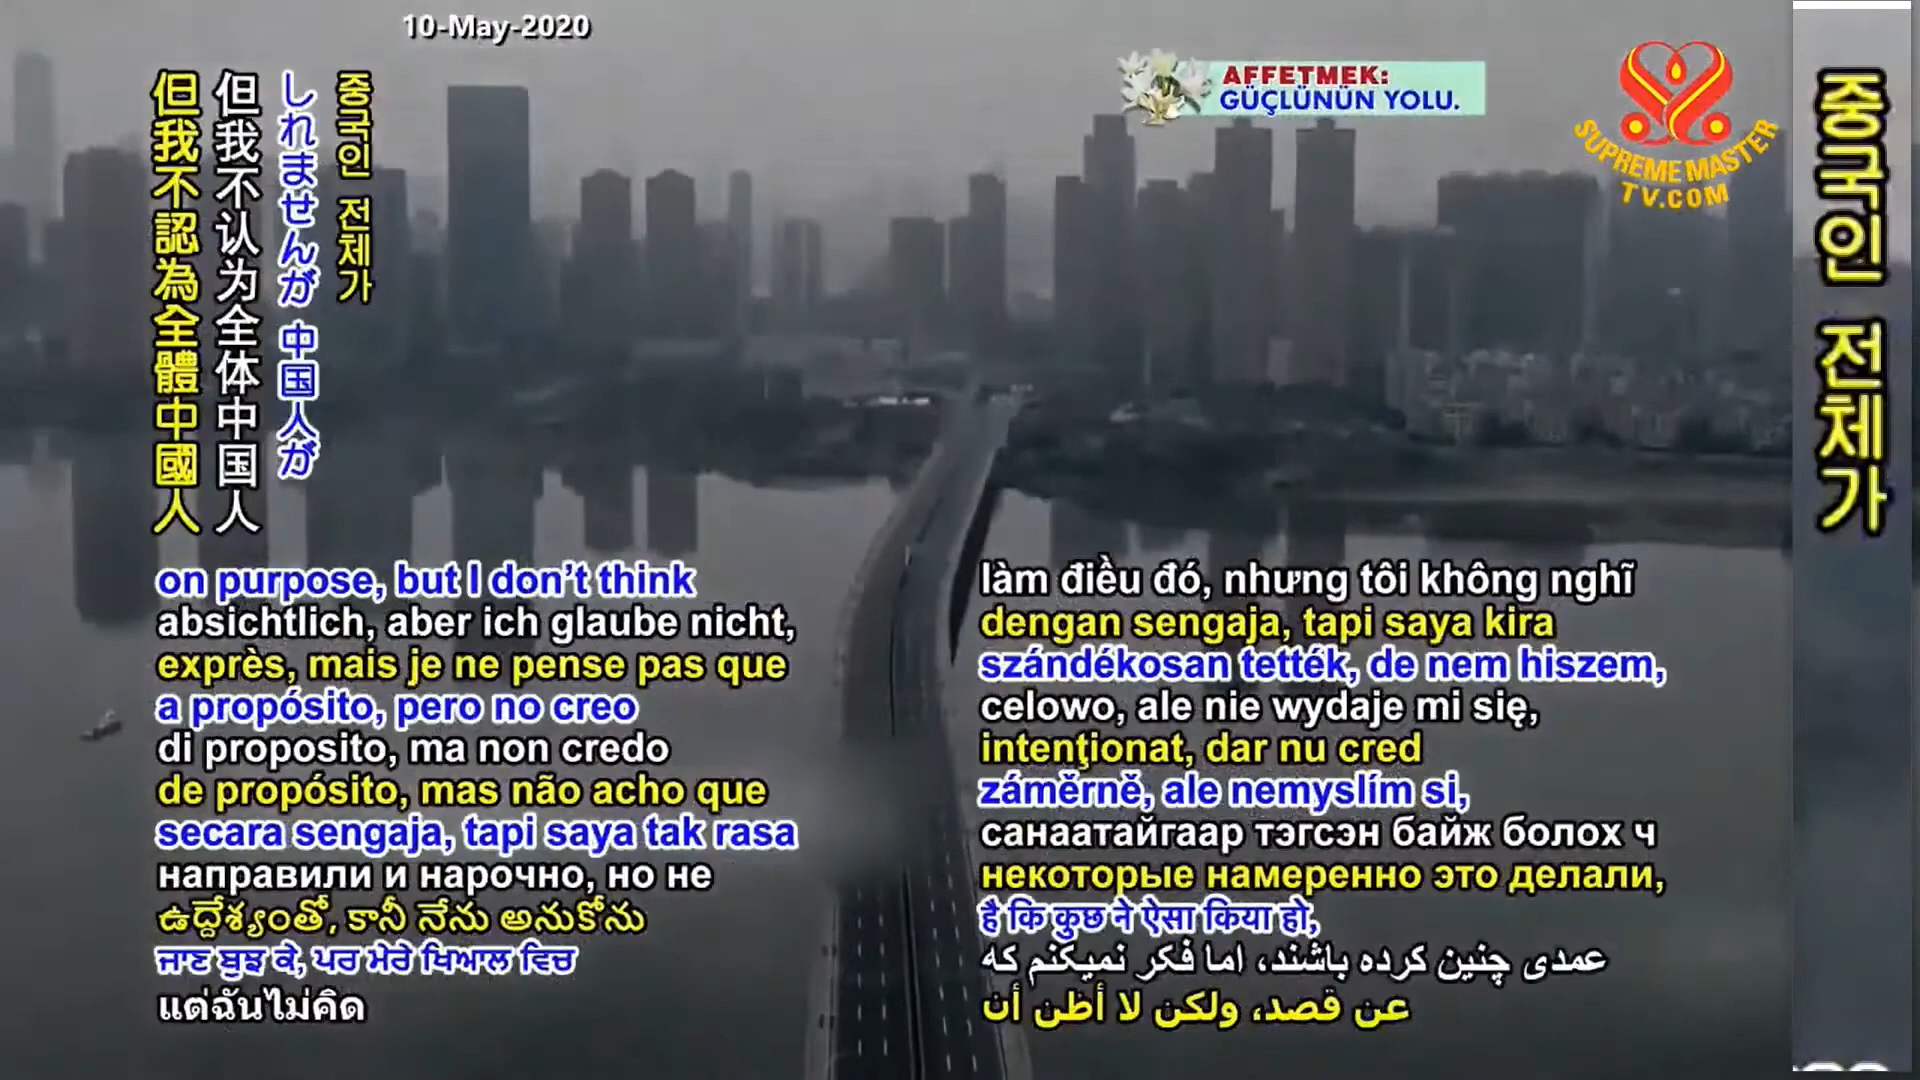 10-May-2020
AFFETMEK:
GÜÇLÜNÜN YOLU.
SUPREME MASTER
TV.COM
중국인 전체가
しれませんが 中国人が
但我不认为全体中国人
但我不認為全體中國人
중국인 전체가
on purpose, but I don’t think
absichtlich, aber ich glaube nicht,
exprès, mais je ne pense pas que
a propósito, pero no creo
di proposito, ma non credo
de propósito, mas não acho que
secara sengaja, tapi saya tak rasa
направили и нарочно, но не
ఉద్దేశ్యంతో, కానీ నేను అనుకోను
ਜਾਣ ਬੁਝ ਕੇ, ਪਰ ਮੇਰੇ ਖਿਆਲ ਵਿਚ
แต่ฉันไม่คิด
làm điều đó, nhưng tôi không nghĩ
dengan sengaja, tapi saya kira
szándékosan tették, de nem hiszem,
celowo, ale nie wydaje mi się,
intenţionat, dar nu cred
záměrně, ale nemyslím si,
санаатайгаар тэгсэн байж болох ч
некоторые намеренно это делали,
है कि कुछ ने ऐसा किया हो,
عمدی چنین کرده باشند، اما فکر نمیکنم که
عن قصد، ولكن لا أظن أن